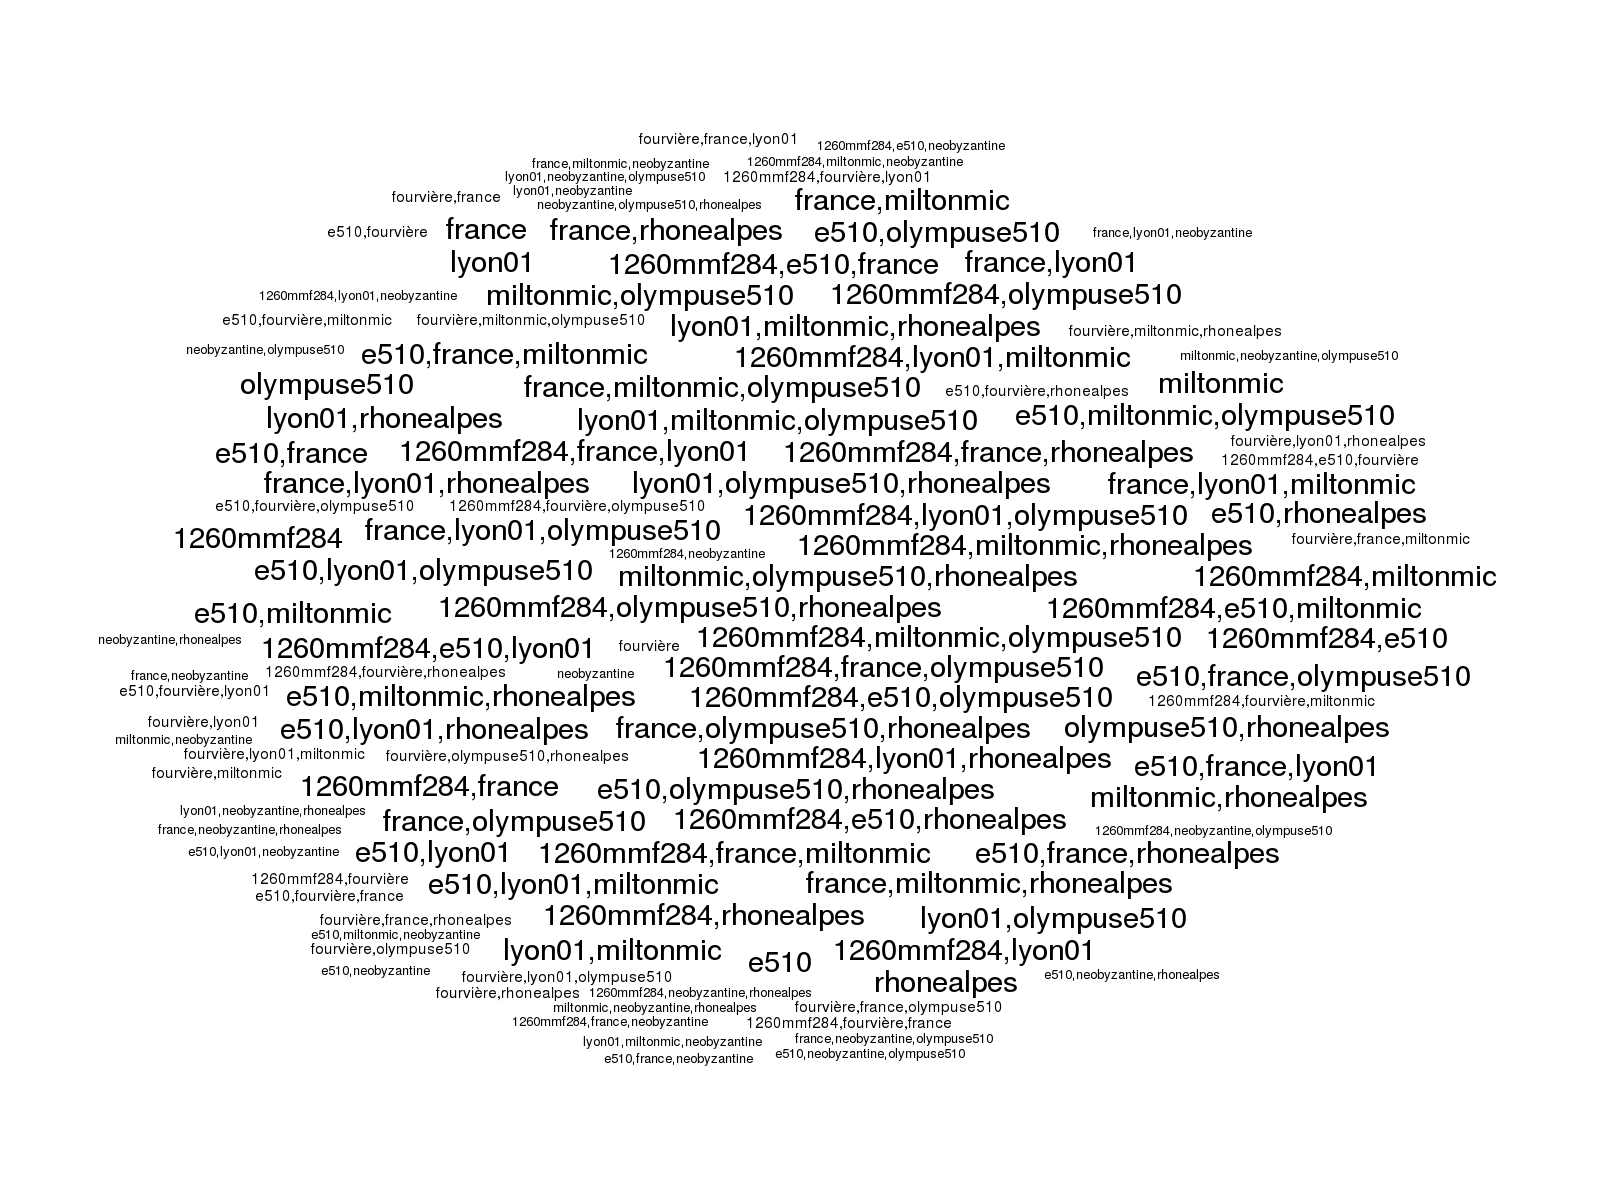 fourvière,france,lyon01
1260mmf284,e510,neobyzantine
france,miltonmic,neobyzantine 1260mmf284,miltonmic,neobyzantine
lyon01,neobyzantine,olympuse510 1260mmf284,fourvière,lyon01
fourvière,france lyon01,neobyzantine
neobyzantine,olympuse510,rhonealpes france,miltonmic
e510,fourvière france france,rhonealpes e510,olympuse510 france,lyon01,neobyzantine
lyon01 1260mmf284,e510,france france,lyon01
1260mmf284,lyon01,neobyzantine miltonmic,olympuse510 1260mmf284,olympuse510
e510,fourvière,miltonmic fourvière,miltonmic,olympuse510 lyon01,miltonmic,rhonealpes fourvière,miltonmic,rhonealpes
neobyzantine,olympuse510 e510,france,miltonmic 1260mmf284,lyon01,miltonmic miltonmic,neobyzantine,olympuse510
olympuse510 france,miltonmic,olympuse510 e510,fourvière,rhonealpes miltonmic
lyon01,rhonealpes lyon01,miltonmic,olympuse510 e510,miltonmic,olympuse510
fourvière,lyon01,rhonealpes
e510,france 1260mmf284,france,lyon01 1260mmf284,france,rhonealpes 1260mmf284,e510,fourvière
france,lyon01,rhonealpes lyon01,olympuse510,rhonealpes france,lyon01,miltonmic
e510,fourvière,olympuse510 1260mmf284,fourvière,olympuse510 1260mmf284,lyon01,olympuse510 e510,rhonealpes
1260mmf284 france,lyon01,olympuse510 1260mmf284,miltonmic,rhonealpes fourvière,france,miltonmic
1260mmf284,neobyzantine
e510,lyon01,olympuse510 miltonmic,olympuse510,rhonealpes 1260mmf284,miltonmic
e510,miltonmic 1260mmf284,olympuse510,rhonealpes 1260mmf284,e510,miltonmic
neobyzantine,rhonealpes 1260mmf284,e510,lyon01 fourvière 1260mmf284,miltonmic,olympuse510 1260mmf284,e510
france,neobyzantine 1260mmf284,fourvière,rhonealpes neobyzantine 1260mmf284,france,olympuse510 e510,france,olympuse510
e510,fourvière,lyon01 e510,miltonmic,rhonealpes 1260mmf284,e510,olympuse510 1260mmf284,fourvière,miltonmic
fourvière,lyon01 e510,lyon01,rhonealpes france,olympuse510,rhonealpes olympuse510,rhonealpes
miltonmic,neobyzantine
fourvière,lyon01,miltonmic fourvière,olympuse510,rhonealpes 1260mmf284,lyon01,rhonealpes e510,france,lyon01
fourvière,miltonmic 1260mmf284,france e510,olympuse510,rhonealpes miltonmic,rhonealpes
lyon01,neobyzantine,rhonealpes france,olympuse510 1260mmf284,e510,rhonealpes
france,neobyzantine,rhonealpes 1260mmf284,neobyzantine,olympuse510
e510,lyon01,neobyzantine e510,lyon01 1260mmf284,france,miltonmic e510,france,rhonealpes
1260mmf284,fourvière e510,lyon01,miltonmic france,miltonmic,rhonealpes
e510,fourvière,france
fourvière,france,rhonealpes 1260mmf284,rhonealpes lyon01,olympuse510
e510,miltonmic,neobyzantine
fourvière,olympuse510 lyon01,miltonmic e510 1260mmf284,lyon01
e510,neobyzantine fourvière,lyon01,olympuse510 rhonealpes e510,neobyzantine,rhonealpes
fourvière,rhonealpes 1260mmf284,neobyzantine,rhonealpes
miltonmic,neobyzantine,rhonealpes fourvière,france,olympuse510
1260mmf284,france,neobyzantine 1260mmf284,fourvière,france
lyon01,miltonmic,neobyzantine france,neobyzantine,olympuse510
e510,france,neobyzantine e510,neobyzantine,olympuse510